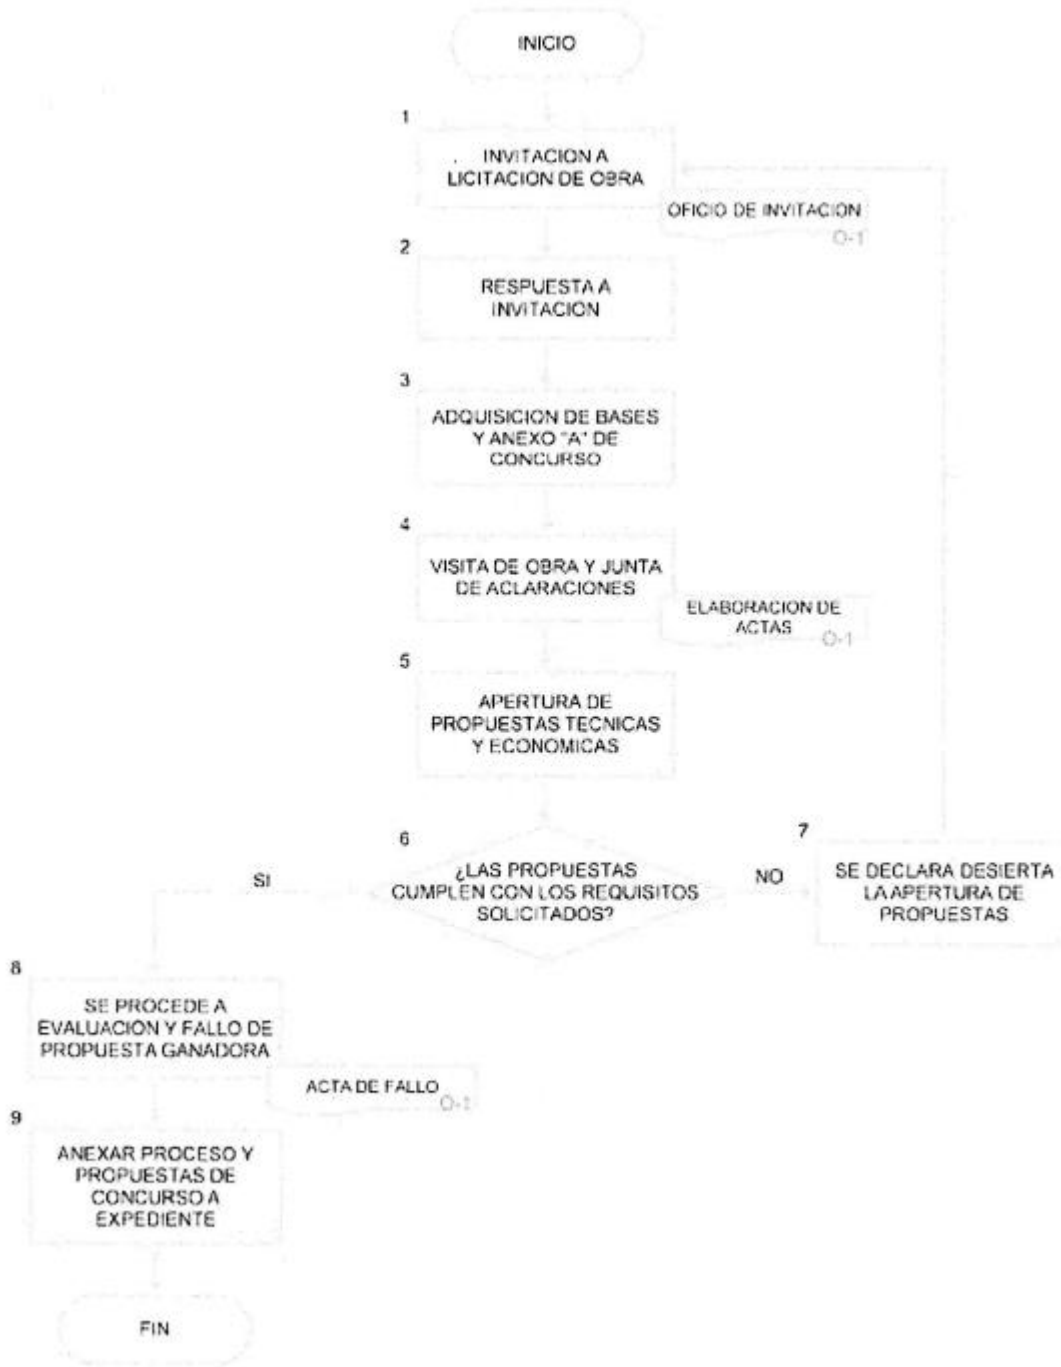 INICIO
1
INVITACION A
LICITACION DE OBRA
OFICIO DE INVITACION
O-1
2
RESPUESTA A
INVITACION
3
ADQUISICION DE BASES
Y ANEXO "A" DE
CONCURSO
4
VISITA DE OBRA Y JUNTA
DE ACLARACIONES
ELABORACION DE
ACTAS
O-1
5
APERTURA DE
PROPUESTAS TECNICAS
Y ECONOMICAS
6
¿LAS PROPUESTAS
CUMPLEN CON LOS REQUISITOS
SOLICITADOS?
SI
NO
7
SE DECLARA DESIERTA
LA APERTURA DE
PROPUESTAS
8
SE PROCEDE A
EVALUACION Y FALLO DE
PROPUESTA GANADORA
ACTA DE FALLO
O-1
9
ANEXAR PROCESO Y
PROPUESTAS DE
CONCURSO A
EXPEDIENTE
FIN